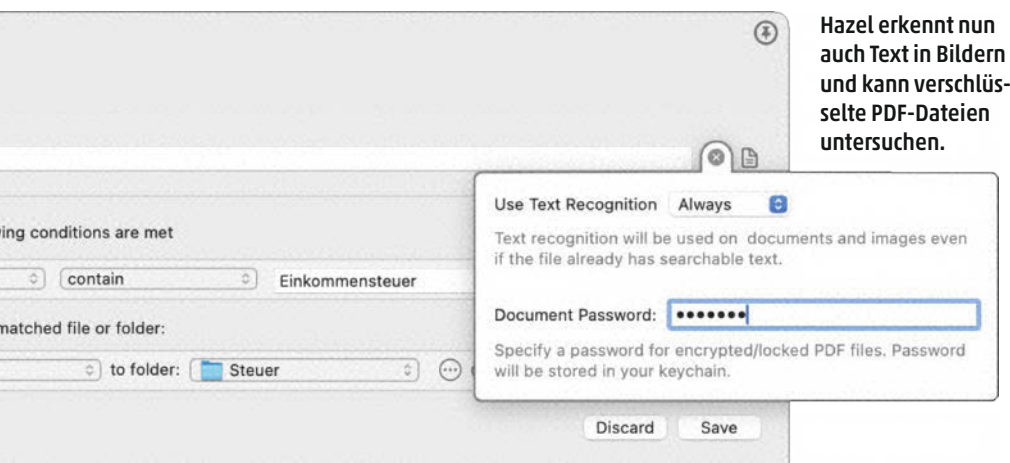 Hazel erkennt nun
auch Text in Bildern
und kann verschlüs-
selte PDF-Dateien
untersuchen.
Use Text Recognition Always
Text recognition will be used on documents and images even
if the file already has searchable text.
ing conditions are met
contain Einkommensteuer
Document Password: •••••••
matched file or folder:
Specify a password for encrypted/locked PDF files. Password
will be stored in your keychain.
to folder: Steuer
Discard Save